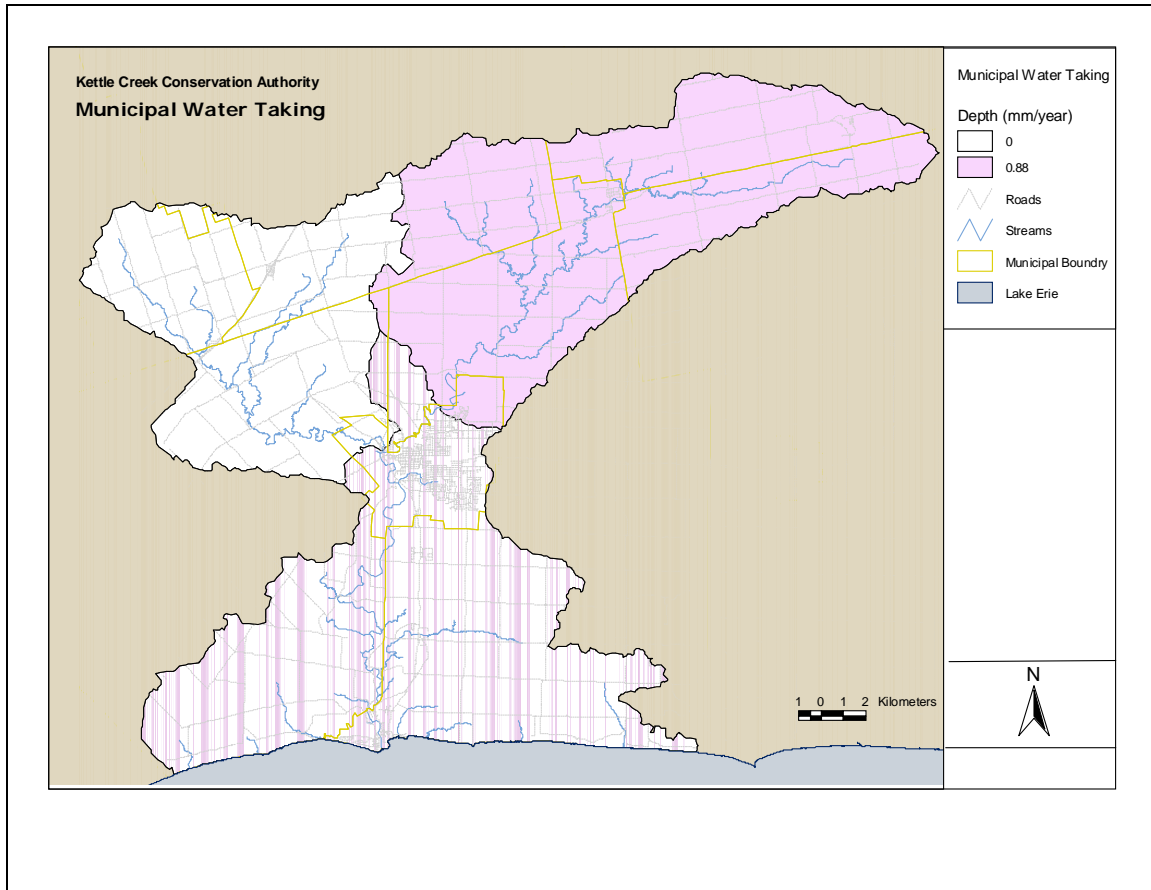 Kettle Creek Conservation Authority
Municipal Water Taking
Municipal Water Taking
Depth (mm/year)
0
0.88
Roads
Streams
Municipal Boundry
Lake Erie
1 0 1 2 Kilometers
N